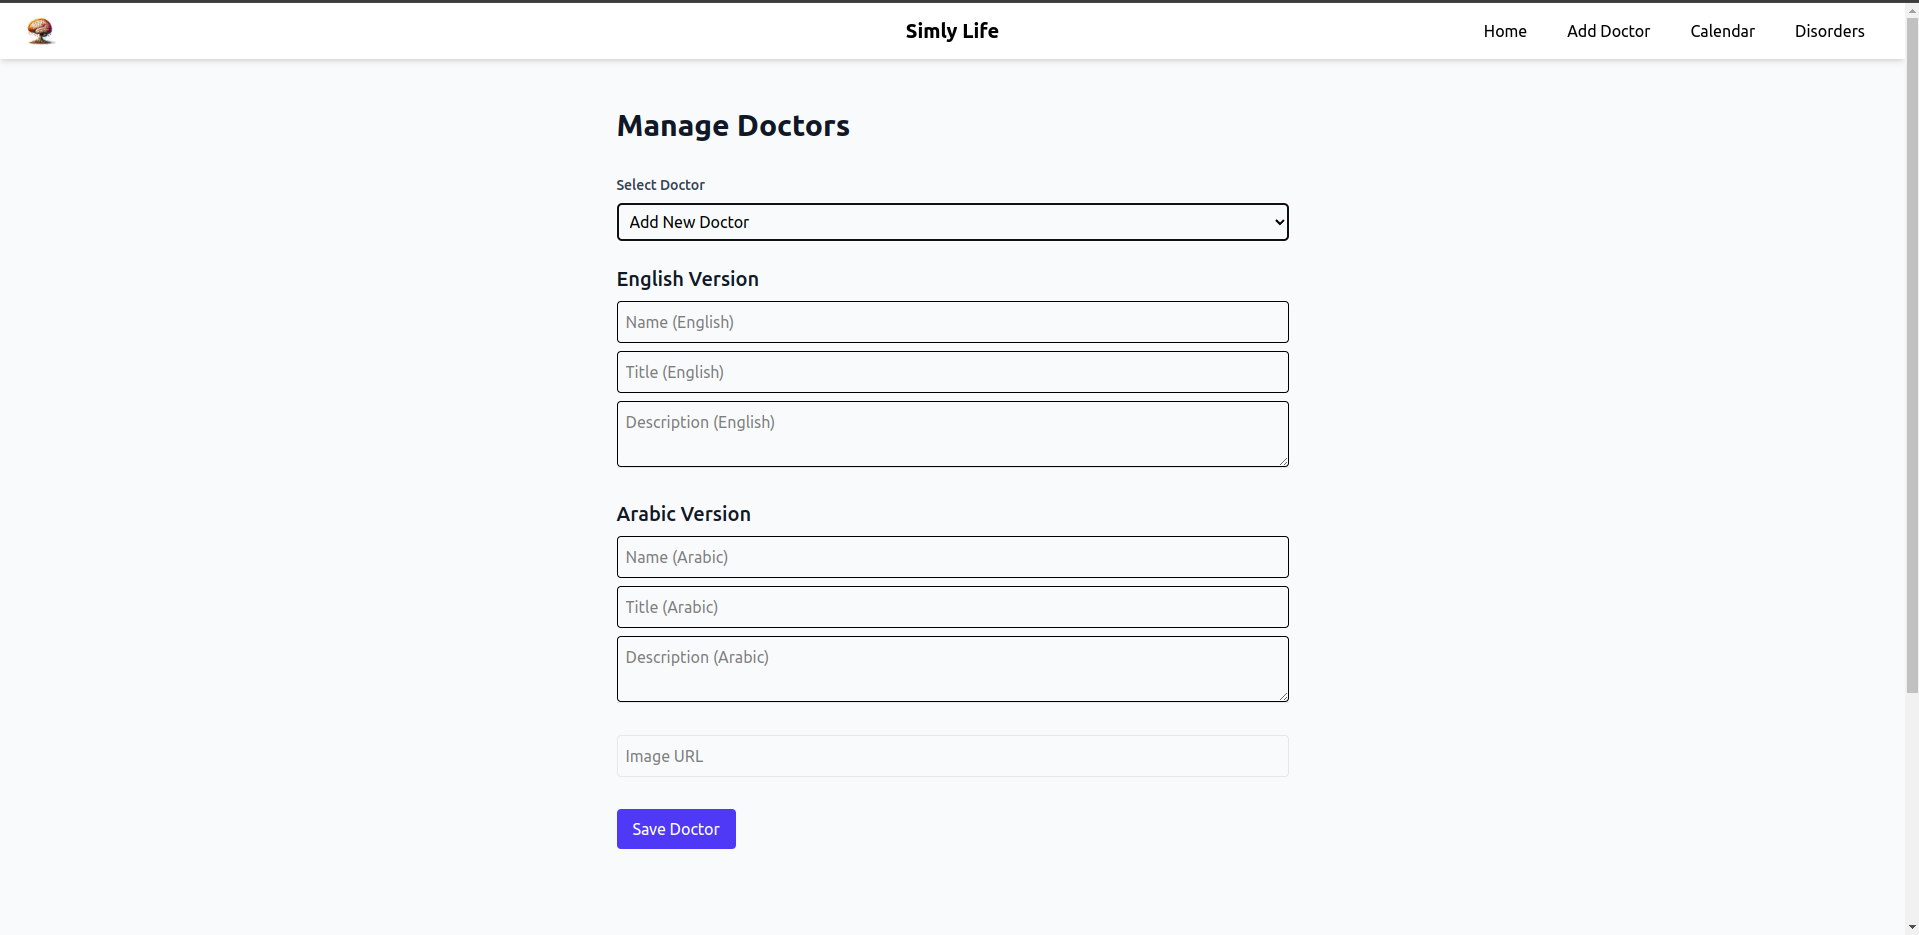 Simly Life
Home
Add Doctor
Calendar
Disorders
Manage Doctors
Select Doctor
Add New Doctor
English Version
Name (English)
Title (English)
Description (English)
Arabic Version
Name (Arabic)
Title (Arabic)
Description (Arabic)
Image URL
Save Doctor